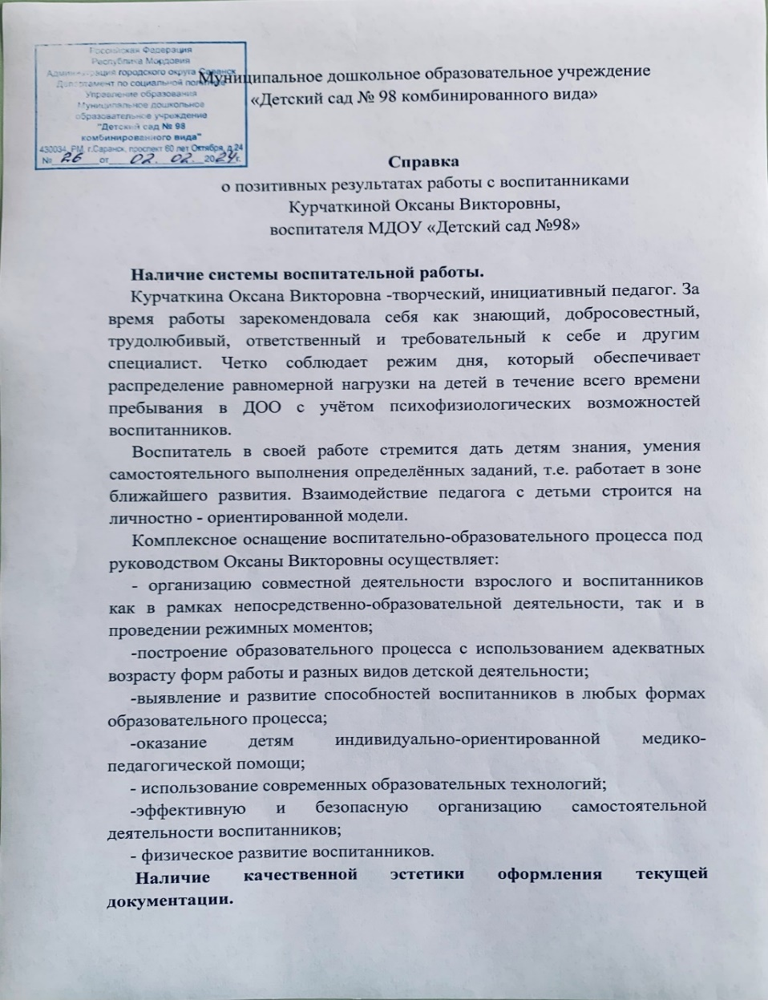 Российская Федерация
Республика Мордовия
Администрация городского округа Саранск
Департамент по социальной политике
Управление образования
Муниципальное дошкольное
образовательное учреждение
"Детский сад № 98
комбинированного вида"
430034, РМ, г.Саранск, проспект 60 лет Октября, д.24
№ 26 от 02. 02. 2024г.
Муниципальное дошкольное образовательное учреждение
«Детский сад № 98 комбинированного вида»
Справка
о позитивных результатах работы с воспитанниками
Курчаткиной Оксаны Викторовны,
воспитателя МДОУ «Детский сад №98»
Наличие системы воспитательной работы.
Курчаткина Оксана Викторовна -творческий, инициативный педагог. За
время работы зарекомендовала себя как знающий, добросовестный,
трудолюбивый, ответственный и требовательный к себе и другим
специалист. Четко соблюдает режим дня, который обеспечивает
распределение равномерной нагрузки на детей в течение всего времени
пребывания в ДОО с учётом психофизиологических возможностей
воспитанников.
Воспитатель в своей работе стремится дать детям знания, умения
самостоятельного выполнения определённых заданий, т.е. работает в зоне
ближайшего развития. Взаимодействие педагога с детьми строится на
личностно - ориентированной модели.
Комплексное оснащение воспитательно-образовательного процесса под
руководством Оксаны Викторовны осуществляет:
- организацию совместной деятельности взрослого и воспитанников
как в рамках непосредственно-образовательной деятельности, так и в
проведении режимных моментов;
-построение образовательного процесса с использованием адекватных
возрасту форм работы и разных видов детской деятельности;
-выявление и развитие способностей воспитанников в любых формах
образовательного процесса;
-оказание детям индивидуально-ориентированной медико-
педагогической помощи;
- использование современных образовательных технологий;
-эффективную и безопасную организацию самостоятельной
деятельности воспитанников;
- физическое развитие воспитанников.
Наличие качественной эстетики оформления текущей
документации.